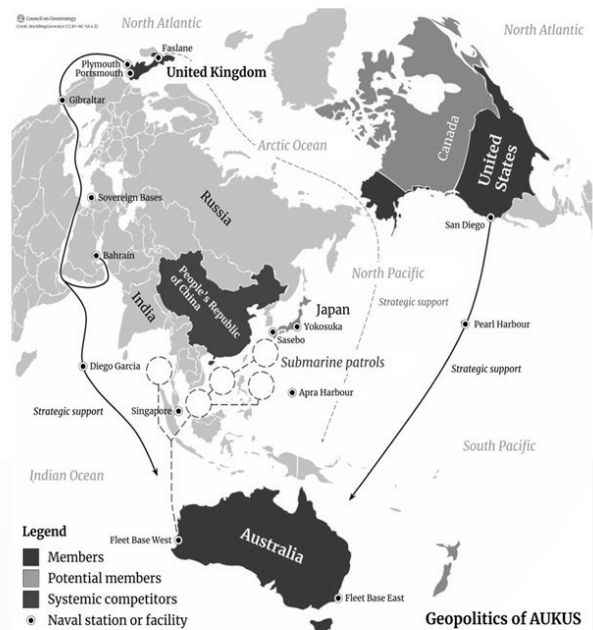 Council on Geostrategy
North Atlantic
North Atlantic
Faslane
Plymouth
Portsmouth
United Kingdom
Gibraltar
Canada
United
States
Arctic Ocean
Sovereign Bases
Russia
San Diego
Bahrain
People's Republic
of China
North Pacific
India
Strategic support
Japan
Yokosuka
Pearl Harbour
Sasebo
Submarine patrols
Diego Garcia
Strategic support
Apra Harbour
Strategic support
Singapore
South Pacific
Indian Ocean
Legend
Fleet Base West
Australia
Members
Potential members
Systemic competitors
Fleet Base East
Naval station or facility
Geopolitics of AUKUS